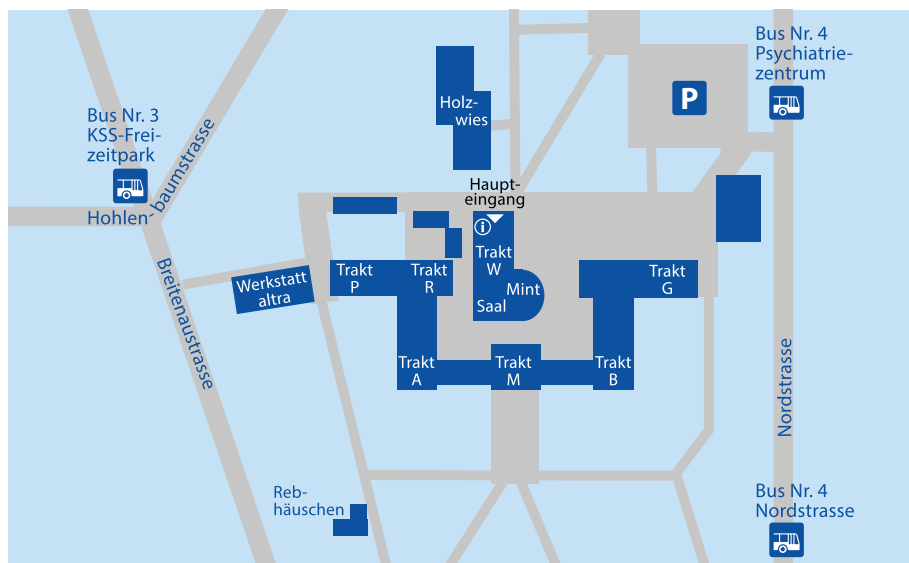 Bus Nr. 4
Psychiatrie-
zentrum
P
Bus Nr. 3
KSS-Frei-
zeitpark
Hohlen-
baumstrasse
Holz-
wies
Haupt-
eingang
i
Trakt
W
Mint
Saal
Trakt
P
Trakt
R
Trakt
G
Werkstatt
altra
Breitenaustrasse
Trakt
A
Trakt
M
Trakt
B
Nordstrasse
Reb-
häuschen
Bus Nr. 4
Nordstrasse